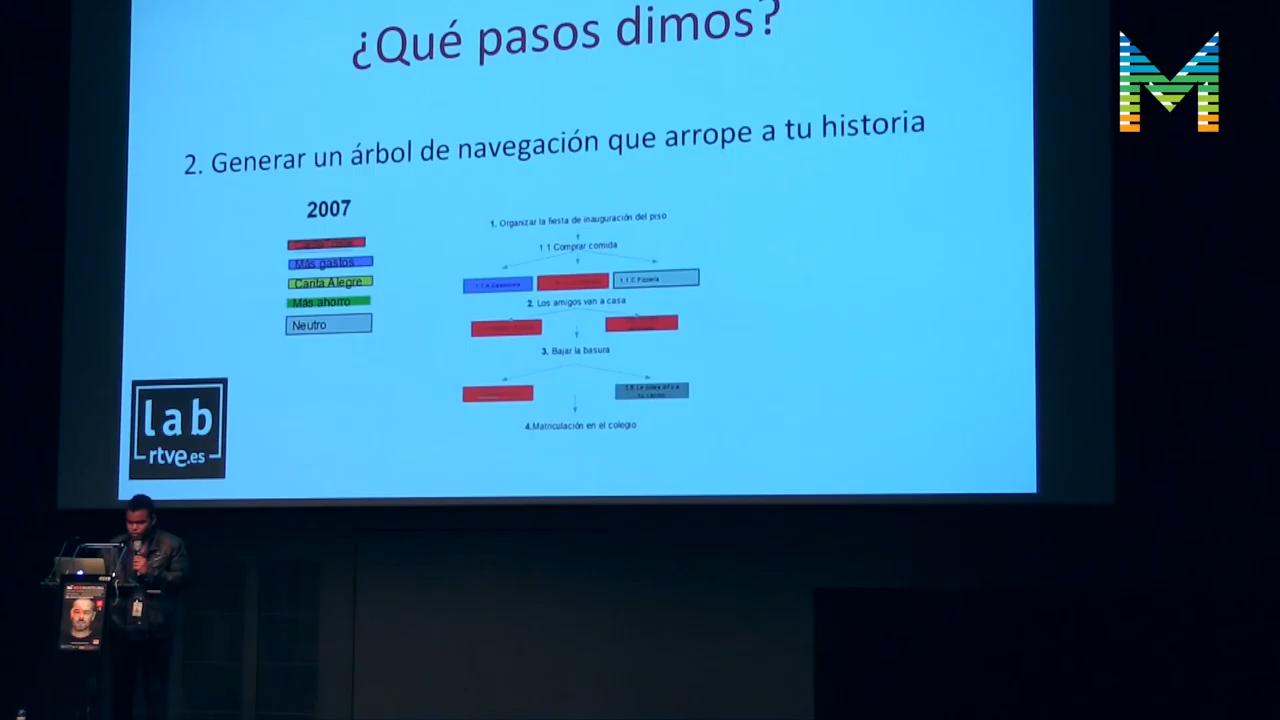 ¿Qué pasos dimos?
2. Generar un árbol de navegación que arrope a tu historia
2007
Más gastos
Canta Alegre
Más ahorro
Neutro
1. Organizar la fiesta de inauguración del piso
1.1 Comprar comida
1.1.C. Pizzería
2. Los amigos van a casa
3. Bajar la basura
4.Matriculación en el colegio
lab
rtve.es
M